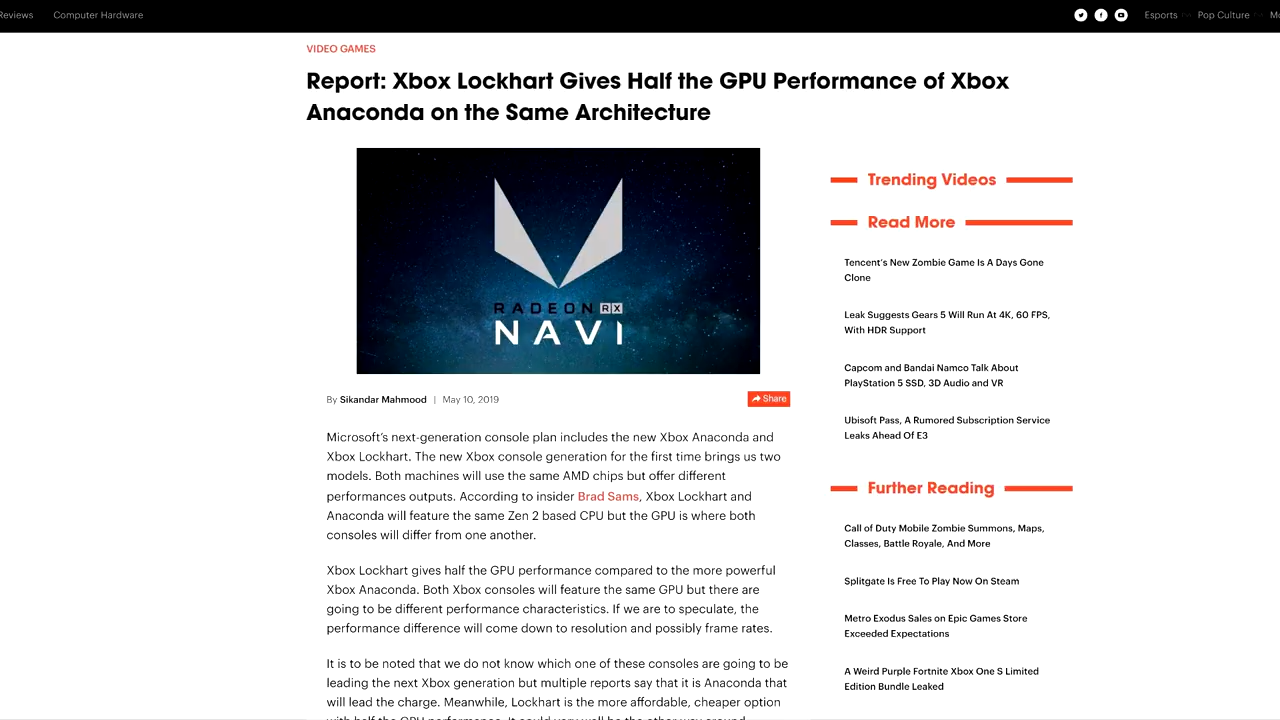 Reviews Computer Hardware Esports Pop Culture
VIDEO GAMES
Report: Xbox Lockhart Gives Half the GPU Performance of Xbox
Anaconda on the Same Architecture
RADEON RX
NAVI
By Sikandar Mahmood | May 10, 2019
Share
Microsoft's next-generation console plan includes the new Xbox Anaconda and
Xbox Lockhart. The new Xbox console generation for the first time brings us two
models. Both machines will use the same AMD chips but offer different
performances outputs. According to insider Brad Sams, Xbox Lockhart and
Anaconda will feature the same Zen 2 based CPU but the GPU is where both
consoles will differ from one another.
Xbox Lockhart gives half the GPU performance compared to the more powerful
Xbox Anaconda. Both Xbox consoles will feature the same GPU but there are
going to be different performance characteristics. If we are to speculate, the
performance difference will come down to resolution and possibly frame rates.
It is to be noted that we do not know which one of these consoles are going to be
leading the next Xbox generation but multiple reports say that it is Anaconda that
will lead the charge. Meanwhile, Lockhart is the more affordable, cheaper option
with half the GPU performance. It could very well be the other way around
Trending Videos
Read More
Tencent's New Zombie Game Is A Days Gone
Clone
Leak Suggests Gears 5 Will Run At 4K, 60 FPS,
With HDR Support
Capcom and Bandai Namco Talk About
PlayStation 5 SSD, 3D Audio and VR
Ubisoft Pass, A Rumored Subscription Service
Leaks Ahead Of E3
Further Reading
Call of Duty Mobile Zombie Summons, Maps,
Classes, Battle Royale, And More
Splitgate Is Free To Play Now On Steam
Metro Exodus Sales on Epic Games Store
Exceeded Expectations
A Weird Purple Fortnite Xbox One S Limited
Edition Bundle Leaked